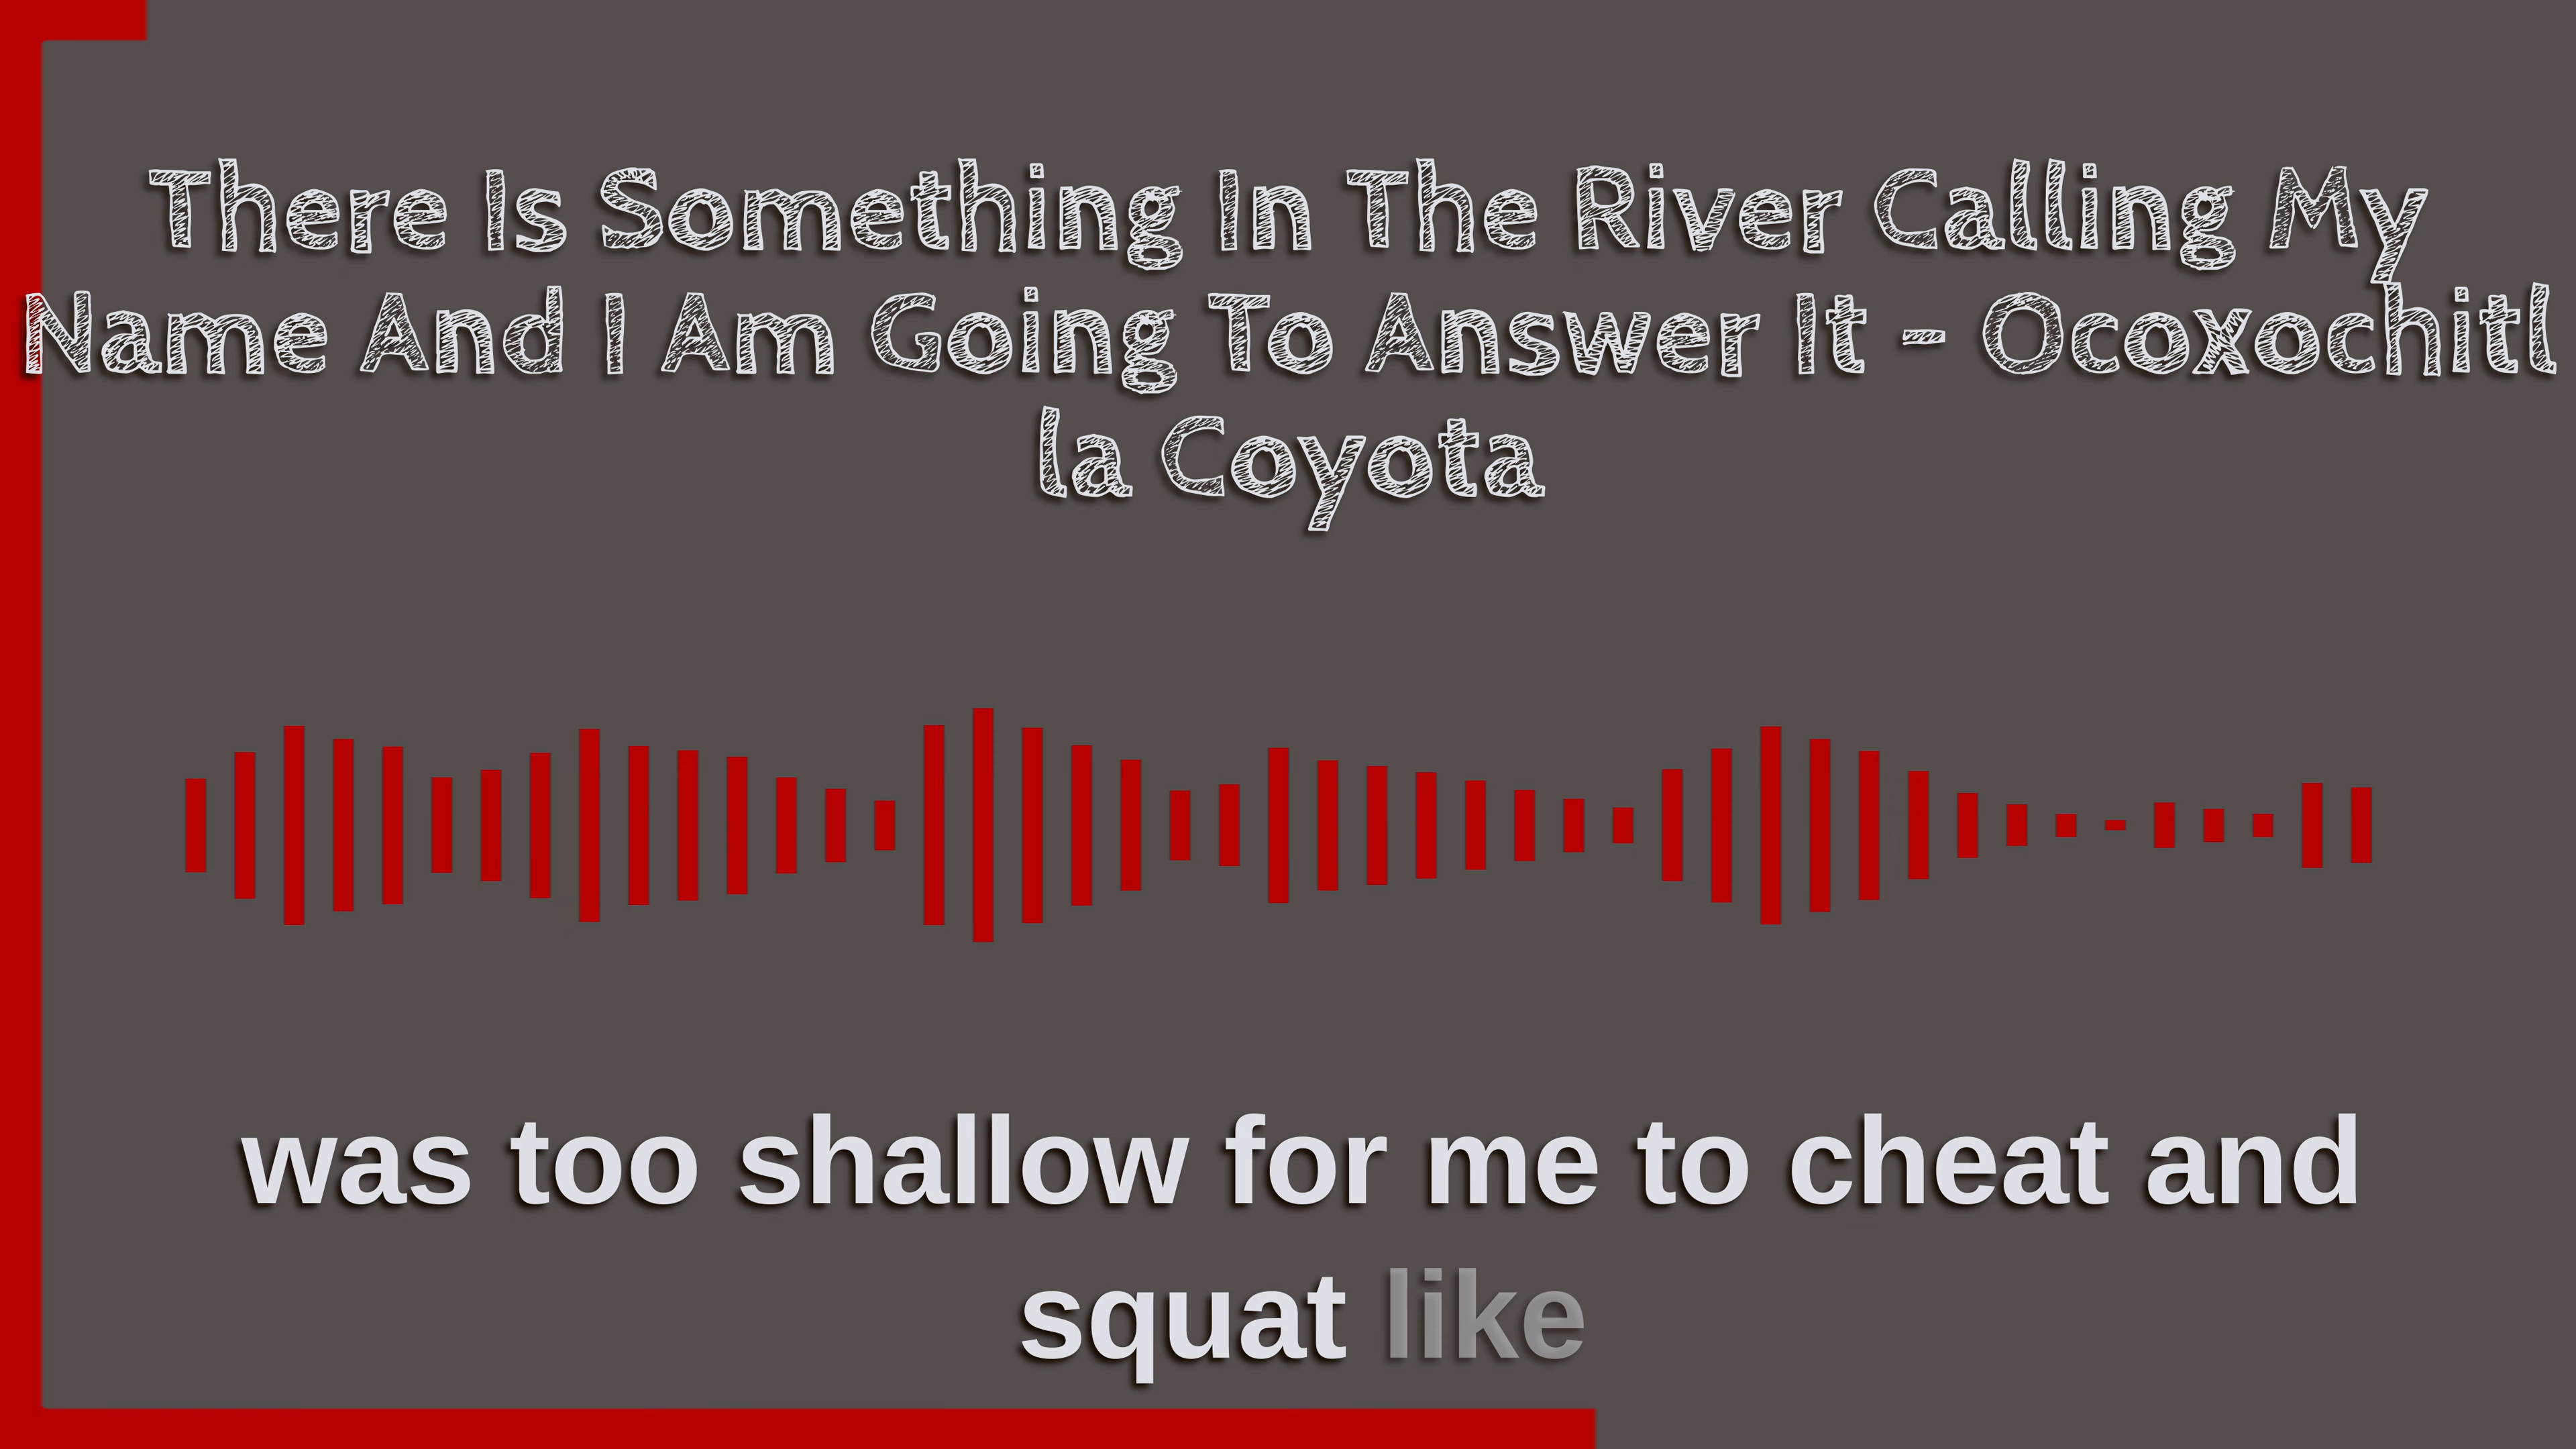 There Is Something In The River Calling My
Name And I Am Going To Answer It - Ocoxochitl
la Coyota
was too shallow for me to cheat and
squat like